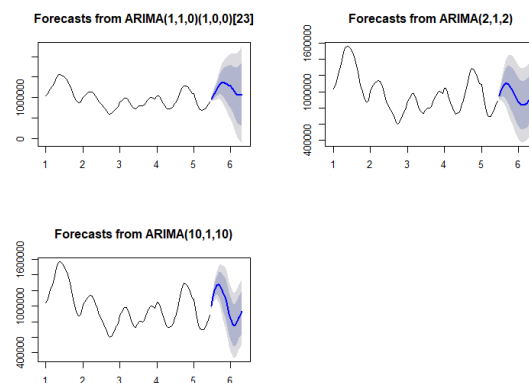 Forecasts from ARIMA(1,1,0)(1,0,0)[23]
0 1000000
1 2 3 4 5 6
Forecasts from ARIMA(2,1,2)
400000 1000000 1600000
1 2 3 4 5 6
Forecasts from ARIMA(10,1,10)
400000 1000000 1600000
1 2 3 4 5 6